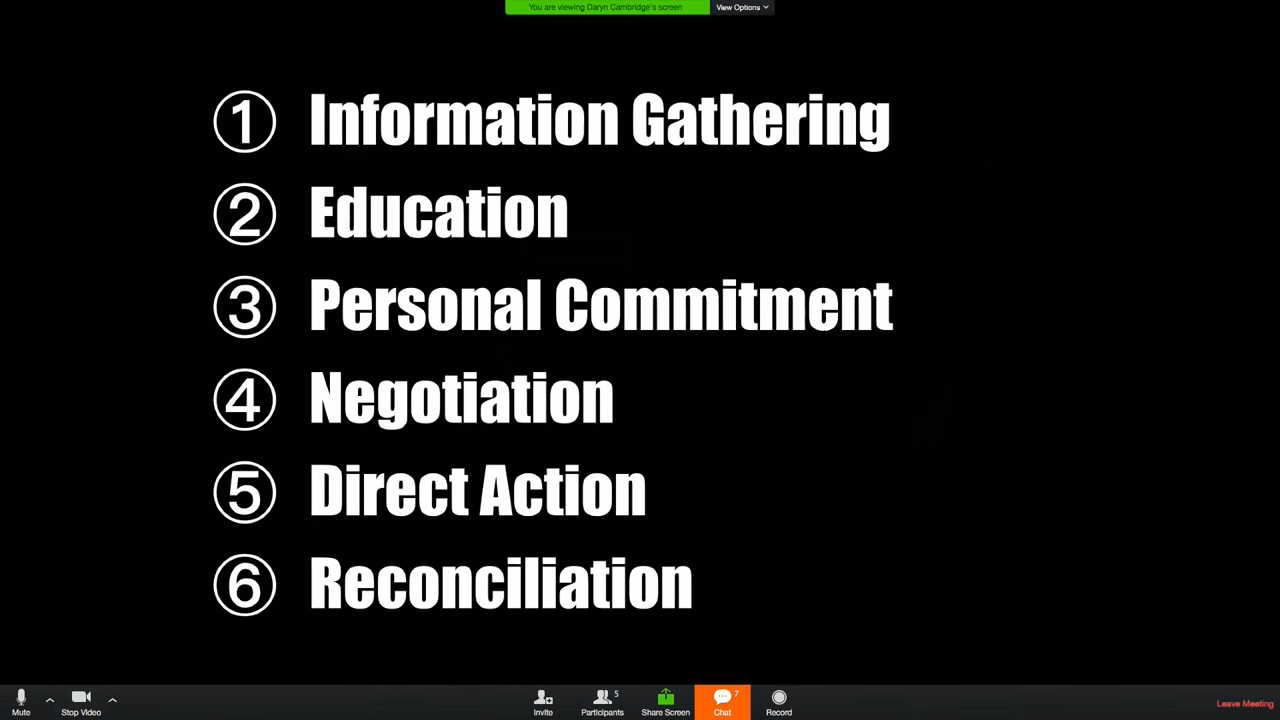 You are viewing Daryn Cambridge's screen
View Options
1 Information Gathering
2 Education
3 Personal Commitment
4 Negotiation
5 Direct Action
6 Reconciliation
5
7
Mute
Stop Video
Invite
Participants
Share Screen
Chat
Record
Leave Meeting